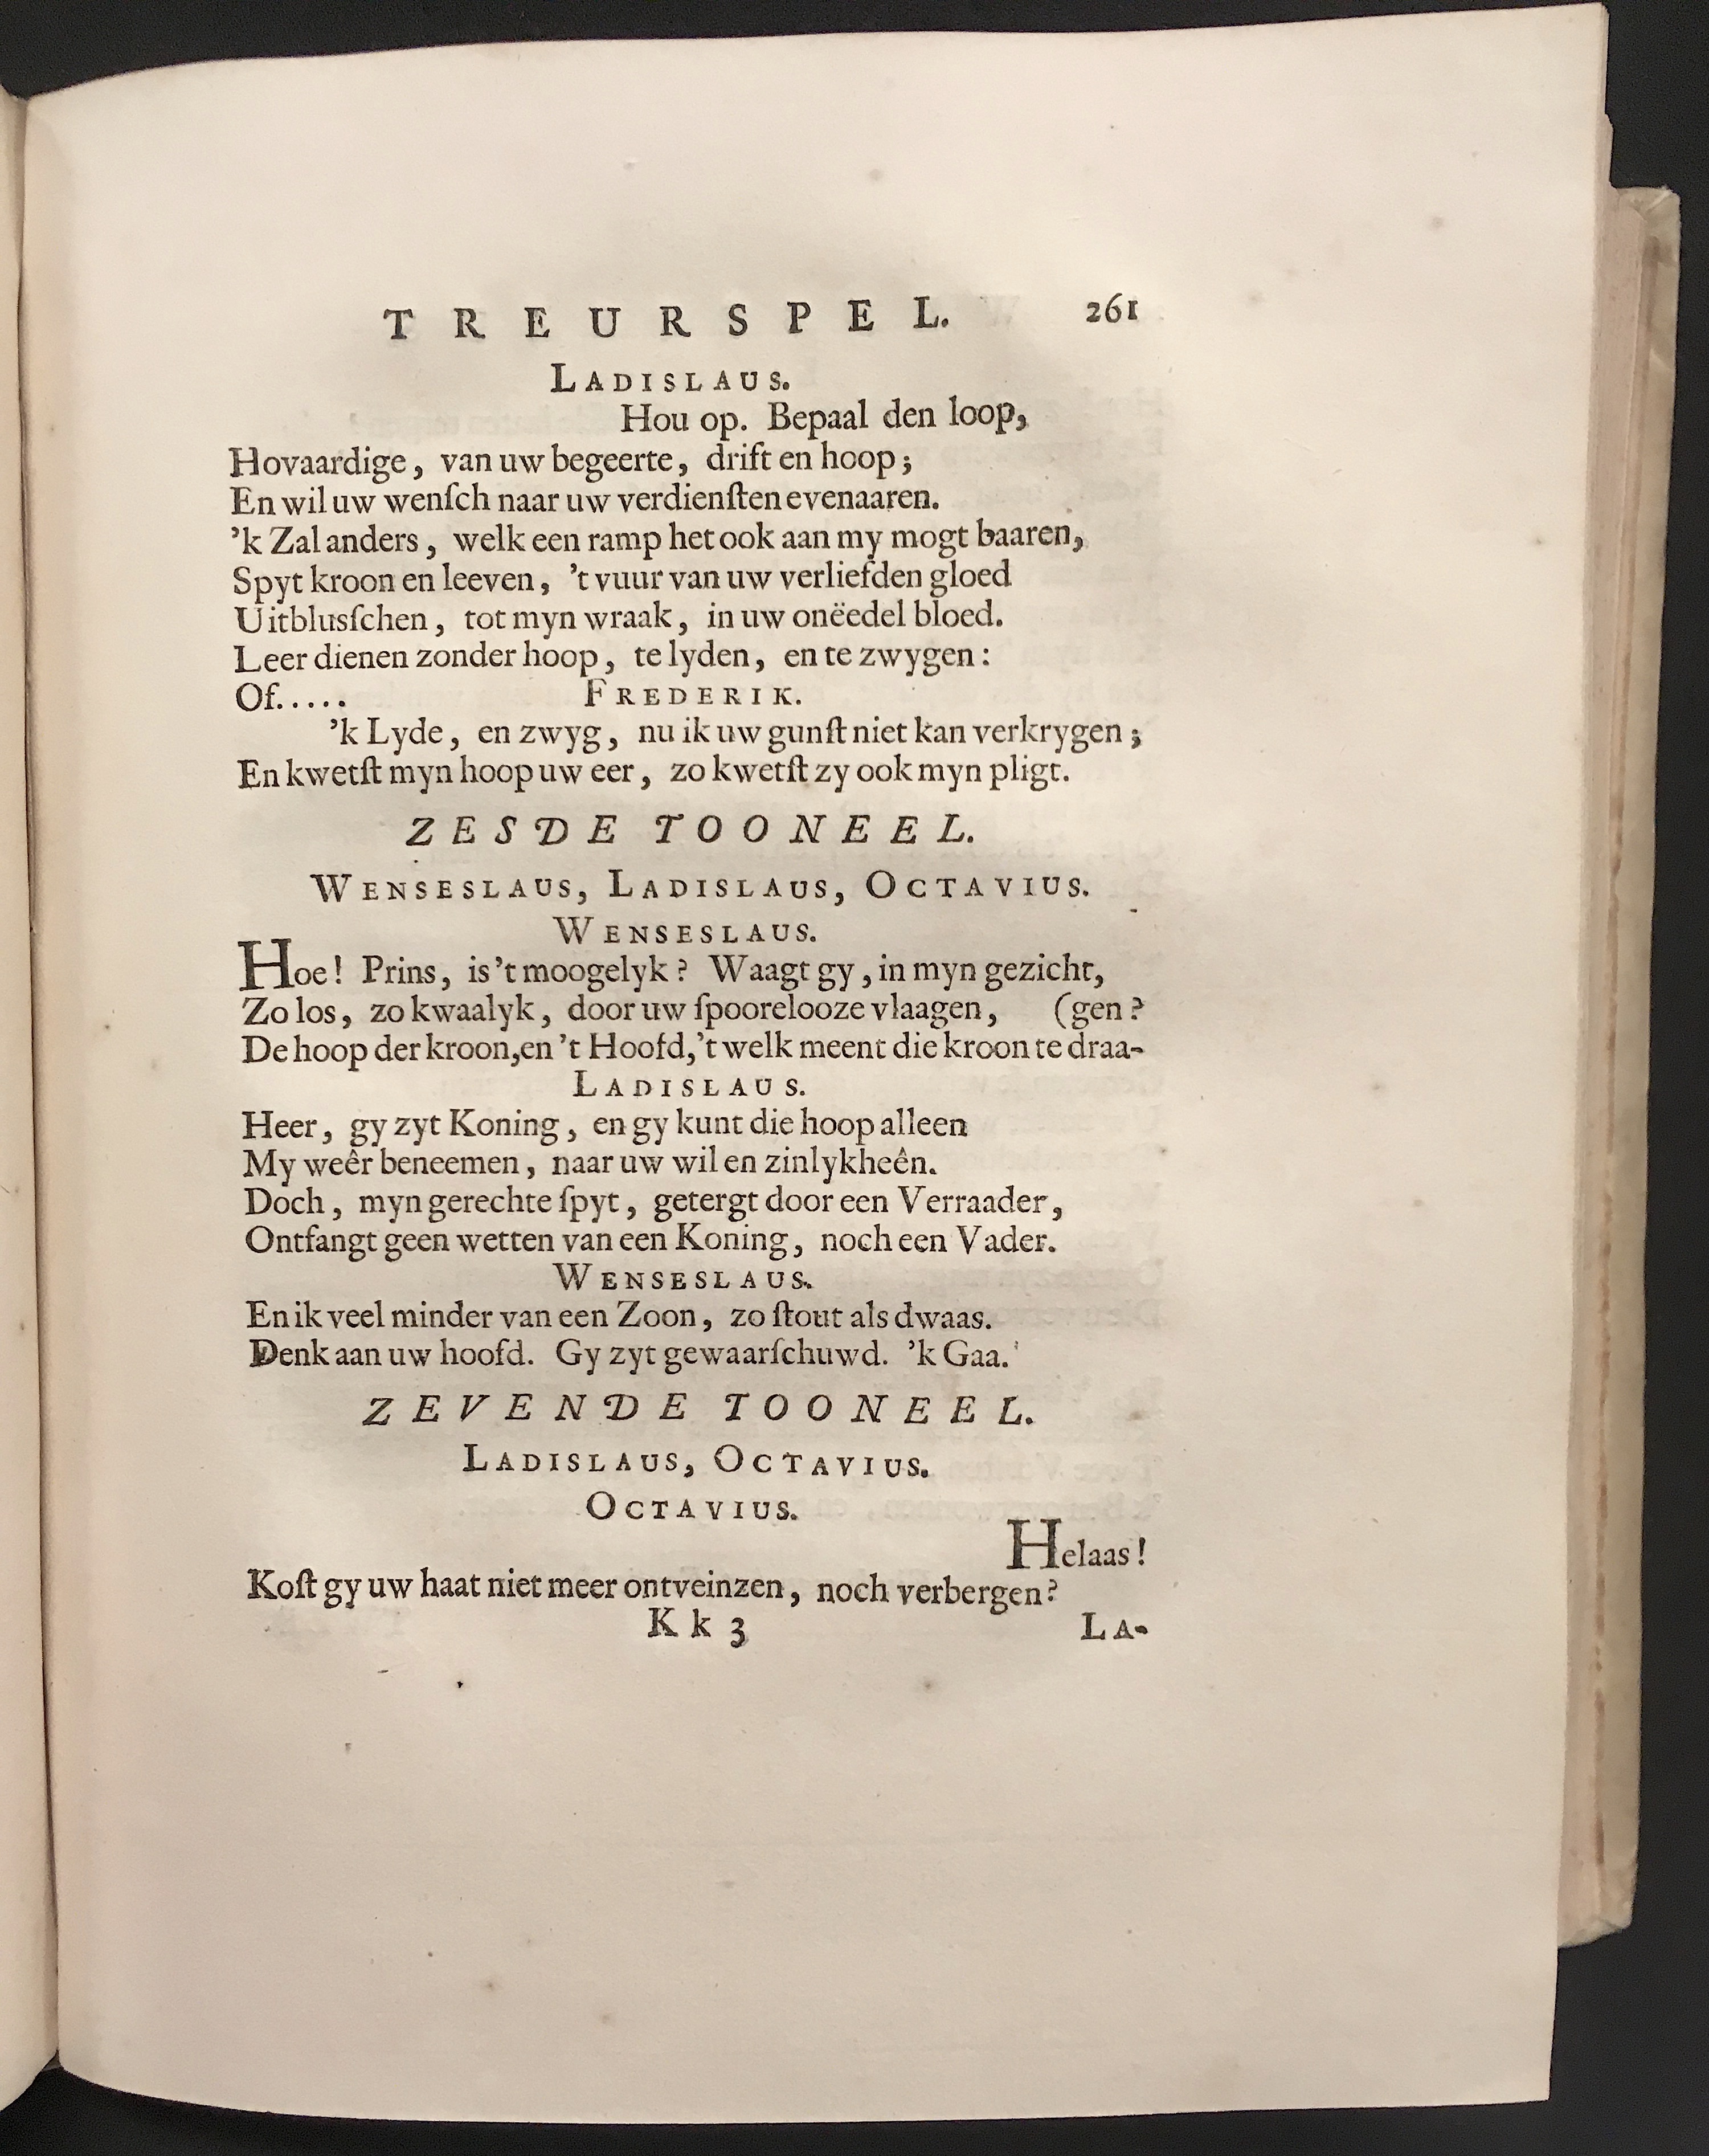 TREURSPEL. 261
LADISLAUS.
Hou op. Bepaal den loop,
Hovaardige, van uw begeerte, drift en hoop;
En wil uw wenſch naar uw verdienſten evenaaren.
'k Zal anders, welk een ramp het ook aan my mogt baaren,
Spyt kroon en leeven, 't vuur van uw verliefden gloed
Uitblusſchen, tot myn wraak, in uw onëedel bloed.
Leer dienen zonder hoop, te lyden, en te zwygen:
Of..... FREDERIK.
'k Lyde, en zwyg, nu ik uw gunſt niet kan verkrygen;
En kwetſt myn hoop uw eer, zo kwetſt zy ook myn pligt.
ZESDE TOONEEL.
WENSESLAUS, LADISLAUS, OCTAVIUS.
WENSESLAUS.
Hoe! Prins, is 't moogelyk? Waagt gy, in myn gezicht,
Zo los, zo kwaalyk, door uw ſpoorelooze vlaagen, (gen?
De hoop der kroon, en 't Hoofd, 't welk meent die kroon te draa-
LADISLAUS.
Heer, gy zyt Koning, en gy kunt die hoop alleen
My weêr beneemen, naar uw wil en zinlykheên.
Doch, myn gerechte ſpyt, getergt door een Verraader,
Ontfangt geen wetten van een Koning, noch een Vader.
WENSESLAUS.
En ik veel minder van een Zoon, zo ſtout als dwaas.
Denk aan uw hoofd. Gy zyt gewaarſchuwd. 'k Gaa.
ZEVENDE TOONEEL.
LADISLAUS, OCTAVIUS.
OCTAVIUS.
Helaas!
Koſt gy uw haat niet meer ontveinzen, noch verbergen?
Kk 3 LA-